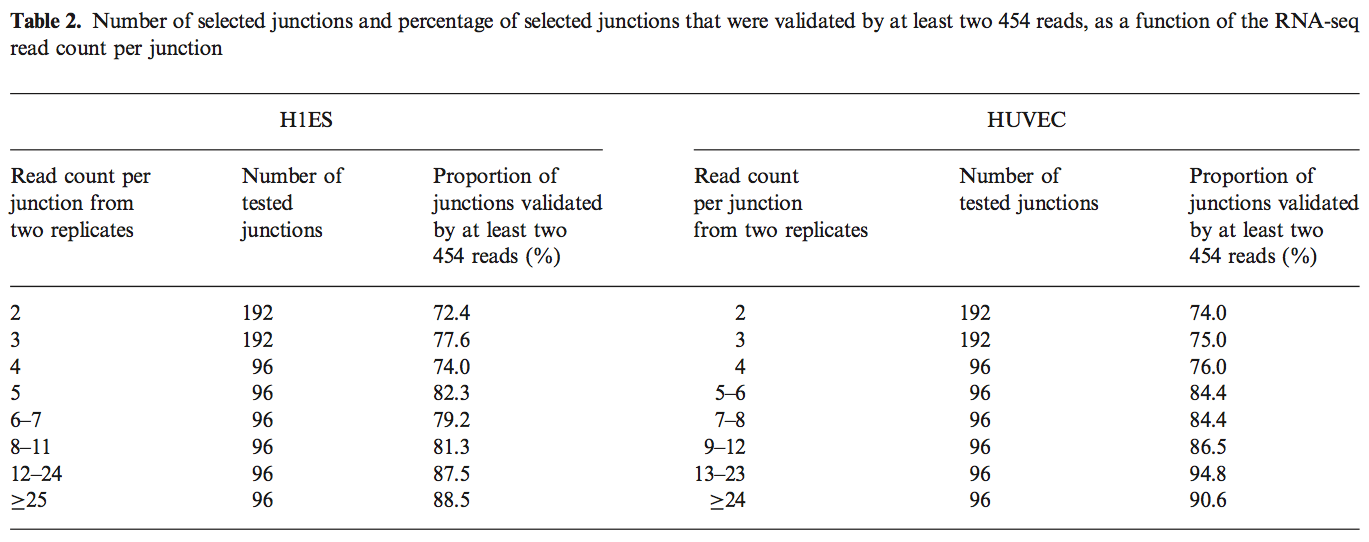 Table 2. Number of selected junctions and percentage of selected junctions that were validated by at least two 454 reads, as a function of the RNA-seq
read count per junction
H1ES HUVEC
Read count per Number of Proportion of Read count Number of Proportion of
junction from tested junctions validated per junction tested junctions junctions validated
two replicates junctions by at least two from two replicates by at least two
454 reads (%) 454 reads (%)
2 192 72.4 2 192 74.0
3 192 77.6 3 192 75.0
4 96 74.0 4 96 76.0
5 96 82.3 5–6 96 84.4
6–7 96 79.2 7–8 96 84.4
8–11 96 81.3 9–12 96 86.5
12–24 96 87.5 13–23 96 94.8
≥25 96 88.5 ≥24 96 90.6